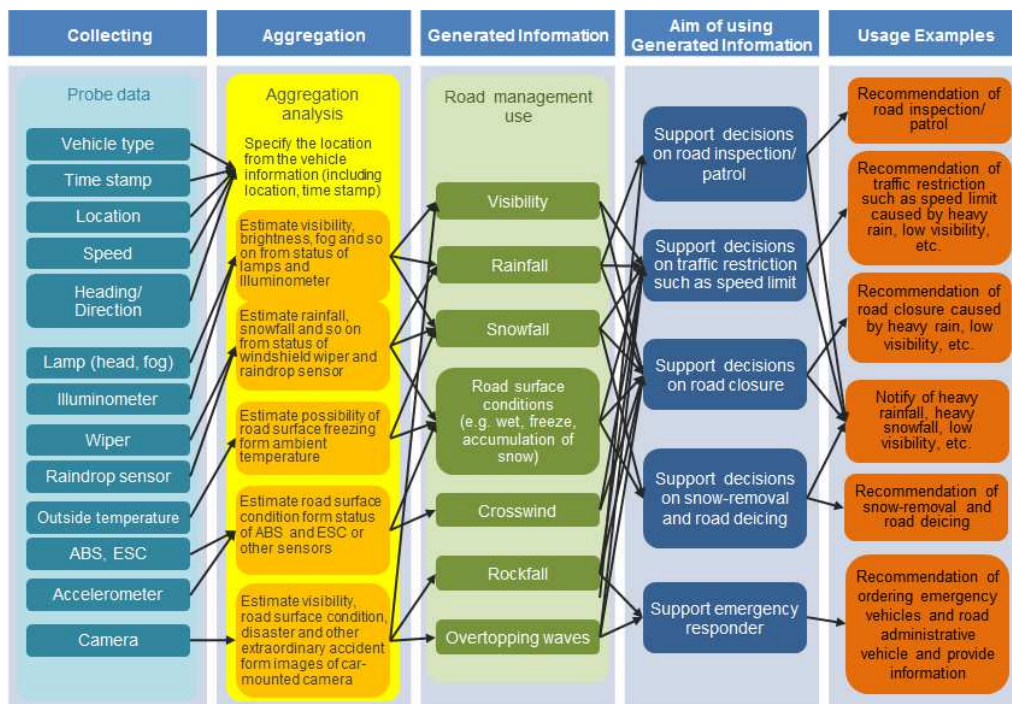 Collecting
Aggregation
Generated Information
Aim of using
Generated Information
Usage Examples
Probe data
Vehicle type
Time stamp
Location
Speed
Heading/
Direction
Lamp (head, fog)
Illuminometer
Wiper
Raindrop sensor
Outside temperature
ABS, ESC
Accelerometer
Camera
Aggregation
analysis
Specify the location
from the vehicle
information (including
location, time stamp)
Estimate visibility,
brightness, fog and so
on from status of
lamps and
Illuminometer
Estimate rainfall,
snowfall and so on
from status of
windshield wiper and
raindrop sensor
Estimate possibility of
road surface freezing
form ambient
temperature
Estimate road surface
condition form status
of ABS and ESC or
other sensors
Estimate visibility,
road surface condition,
disaster and other
extraordinary accident
form images of car-
mounted camera
Road management
use
Visibility
Rainfall
Snowfall
Road surface
conditions
(e.g. wet, freeze,
accumulation of
snow)
Crosswind
Rockfall
Overtopping waves
Support decisions
on road inspection/
patrol
Support decisions
on traffic restriction
such as speed limit
Support decisions
on road closure
Support decisions
on snow-removal
and road deicing
Support emergency
responder
Recommendation of
road inspection/
patrol
Recommendation of
traffic restriction
such as speed limit
caused by heavy
rain, low visibility,
etc.
Recommendation of
road closure caused
by heavy rain, low
visibility, etc.
Notify of heavy
rainfall, heavy
snowfall, low
visibility, etc.
Recommendation of
snow-removal and
road deicing
Recommendation of
ordering emergency
vehicles and road
administrative
vehicle and provide
information